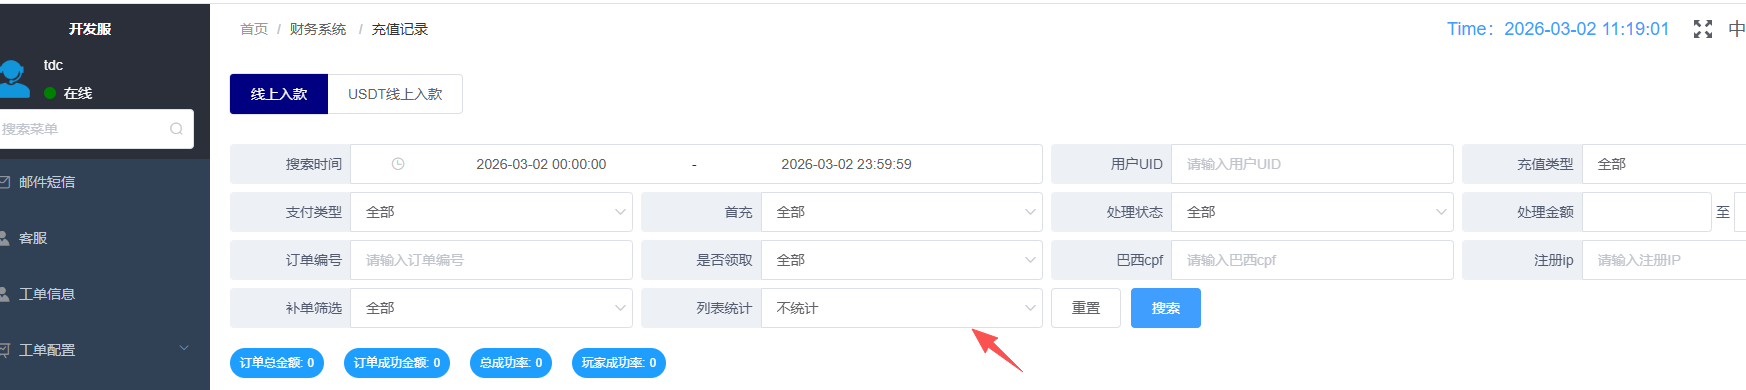 开发服
首页 / 财务系统 / 充值记录
Time：2026-03-02 11:19:01
中
tdc
在线
搜索菜单
邮件短信
客服
工单信息
工单配置
线上入款 USDT线上入款
搜索时间 2026-03-02 00:00:00 - 2026-03-02 23:59:59 用户UID 请输入用户UID 充值类型 全部
支付类型 全部 首充 全部 处理状态 全部 处理金额 至
订单编号 请输入订单编号 是否领取 全部 巴西cpf 请输入巴西cpf 注册ip 请输入注册IP
补单筛选 全部 列表统计 不统计 重置 搜索
订单总金额: 0 订单成功金额: 0 总成功率: 0 玩家成功率: 0